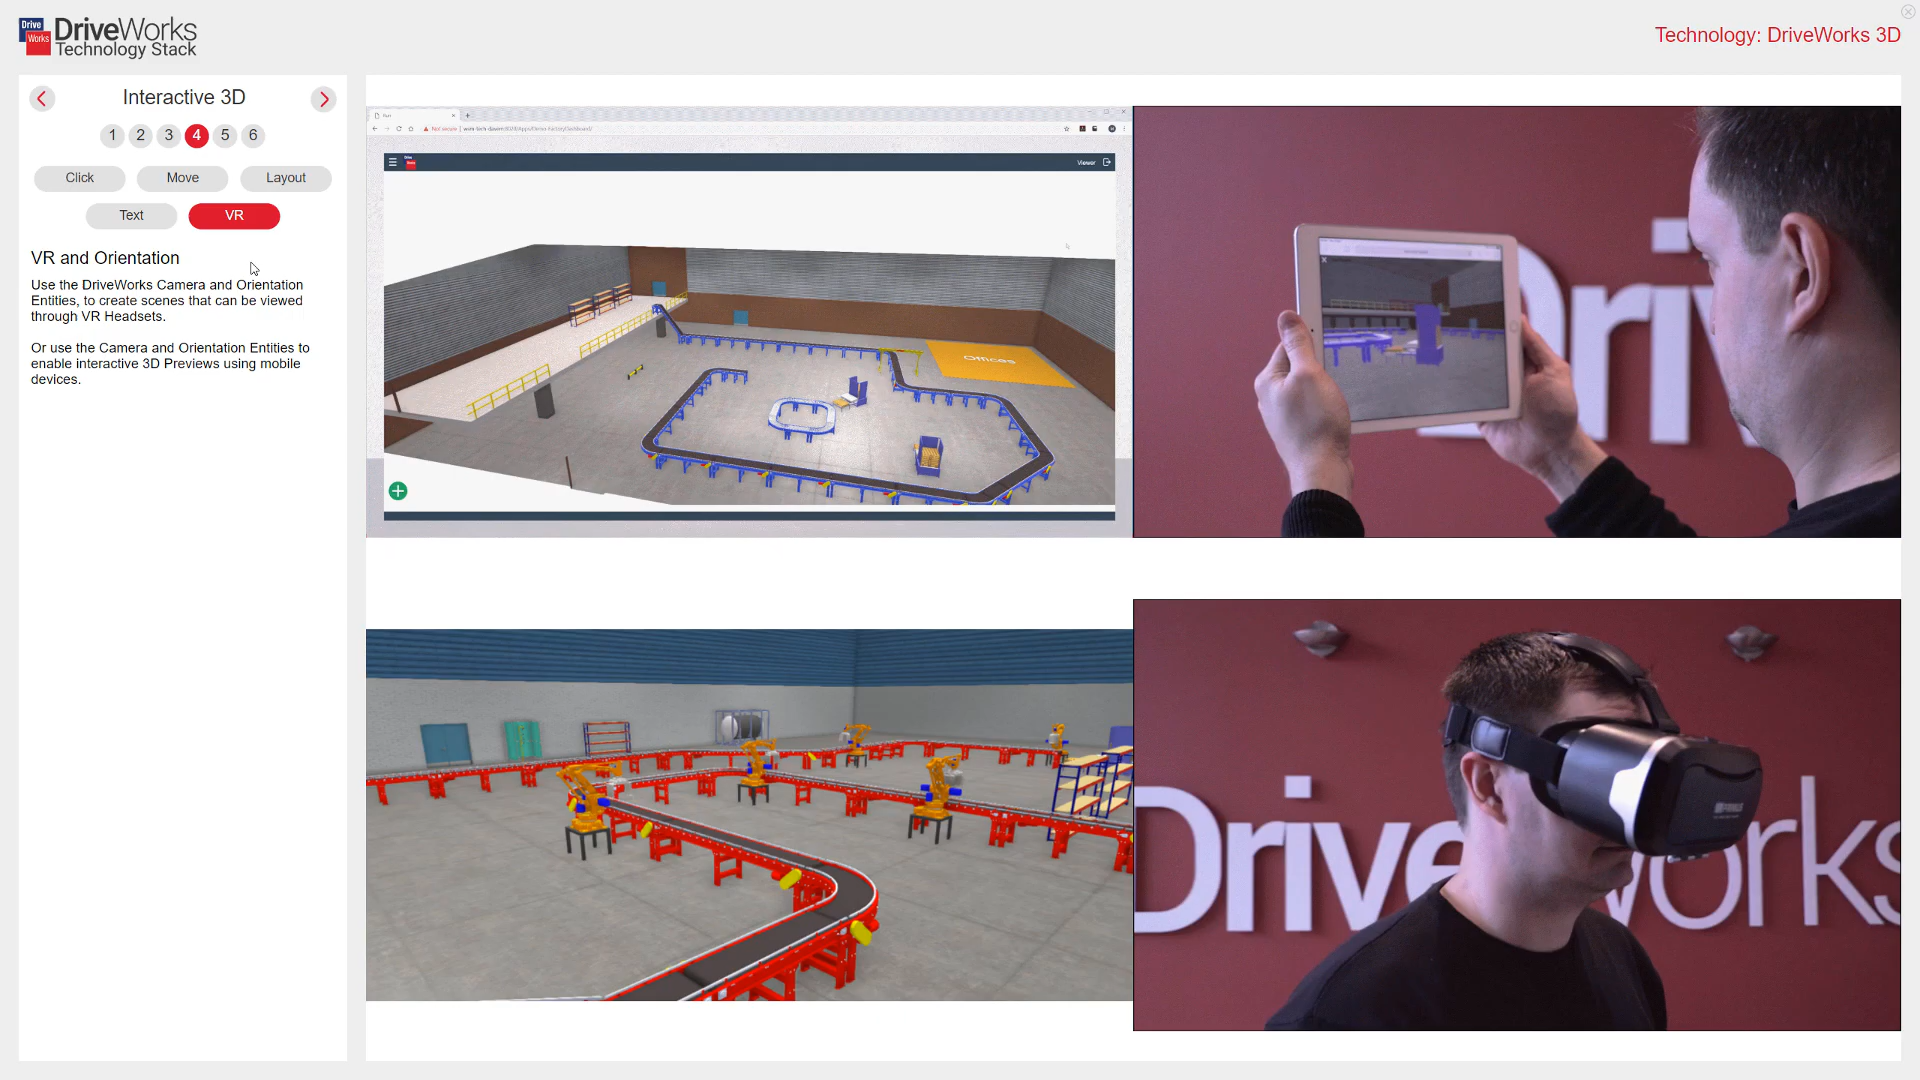 Drive
Works
DriveWorks
Technology Stack
Technology: DriveWorks 3D
Interactive 3D
1 2 3 4 5 6
Click Move Layout
Text VR
VR and Orientation
Use the DriveWorks Camera and Orientation
Entities, to create scenes that can be viewed
through VR Headsets.
Or use the Camera and Orientation Entities to
enable interactive 3D Previews using mobile
devices.
Not secure
Viewer
Offices
Driv
DriveWorks